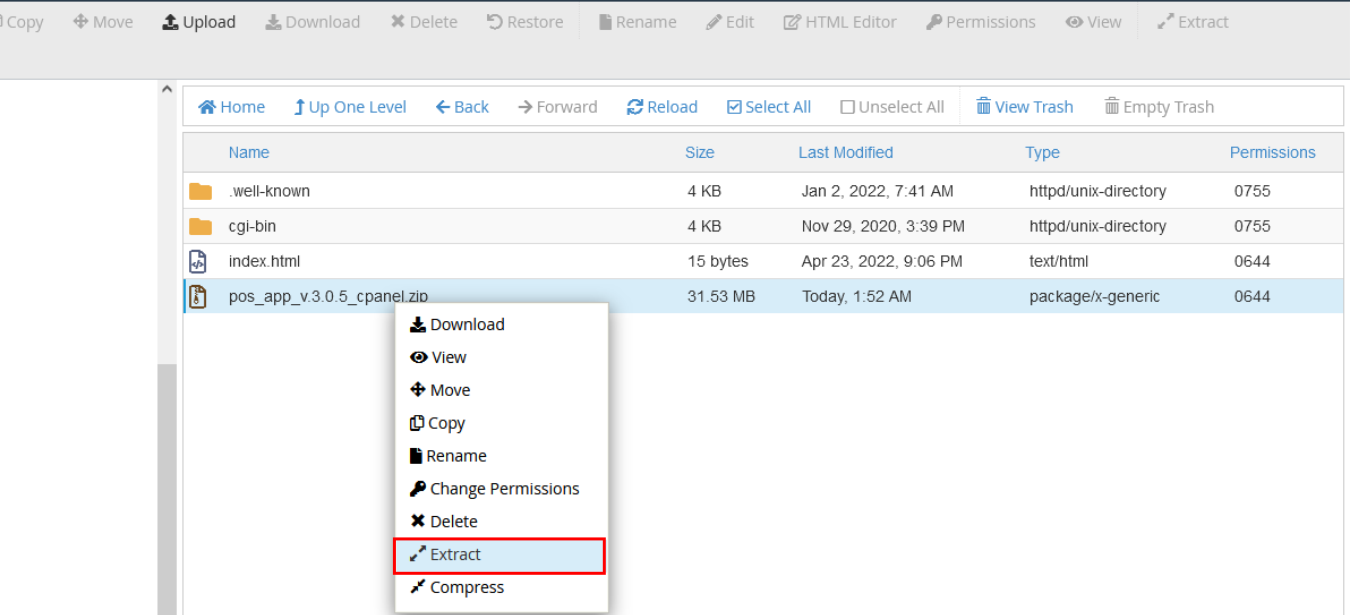 Copy Move Upload Download Delete Restore Rename Edit HTML Editor Permissions View Extract
Home Up One Level Back Forward Reload Select All Unselect All View Trash Empty Trash
Name Size Last Modified Type Permissions
.well-known 4 KB Jan 2, 2022, 7:41 AM httpd/unix-directory 0755
cgi-bin 4 KB Nov 29, 2020, 3:39 PM httpd/unix-directory 0755
index.html 15 bytes Apr 23, 2022, 9:06 PM text/html 0644
pos_app_v.3.0.5_cpanel.zip 31.53 MB Today, 1:52 AM package/x-generic 0644
Download
View
Move
Copy
Rename
Change Permissions
Delete
Extract
Compress